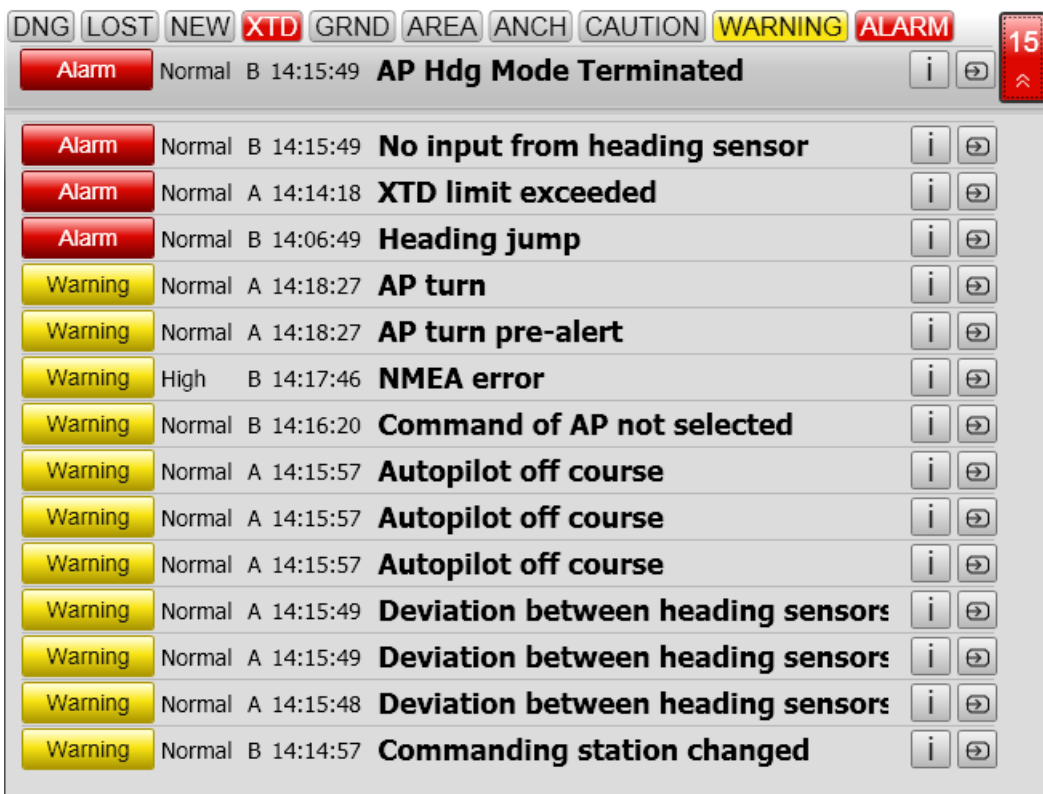 DNG LOST NEW XTD GRND AREA ANCH CAUTION WARNING ALARM 15
Alarm Normal B 14:15:49 AP Hdg Mode Terminated i
Alarm Normal B 14:15:49 No input from heading sensor i
Alarm Normal A 14:14:18 XTD limit exceeded i
Alarm Normal B 14:06:49 Heading jump i
Warning Normal A 14:18:27 AP turn i
Warning Normal A 14:18:27 AP turn pre-alert i
Warning High B 14:17:46 NMEA error i
Warning Normal B 14:16:20 Command of AP not selected i
Warning Normal A 14:15:57 Autopilot off course i
Warning Normal A 14:15:57 Autopilot off course i
Warning Normal A 14:15:57 Autopilot off course i
Warning Normal A 14:15:49 Deviation between heading sensors i
Warning Normal A 14:15:49 Deviation between heading sensors i
Warning Normal A 14:15:48 Deviation between heading sensors i
Warning Normal B 14:14:57 Commanding station changed i